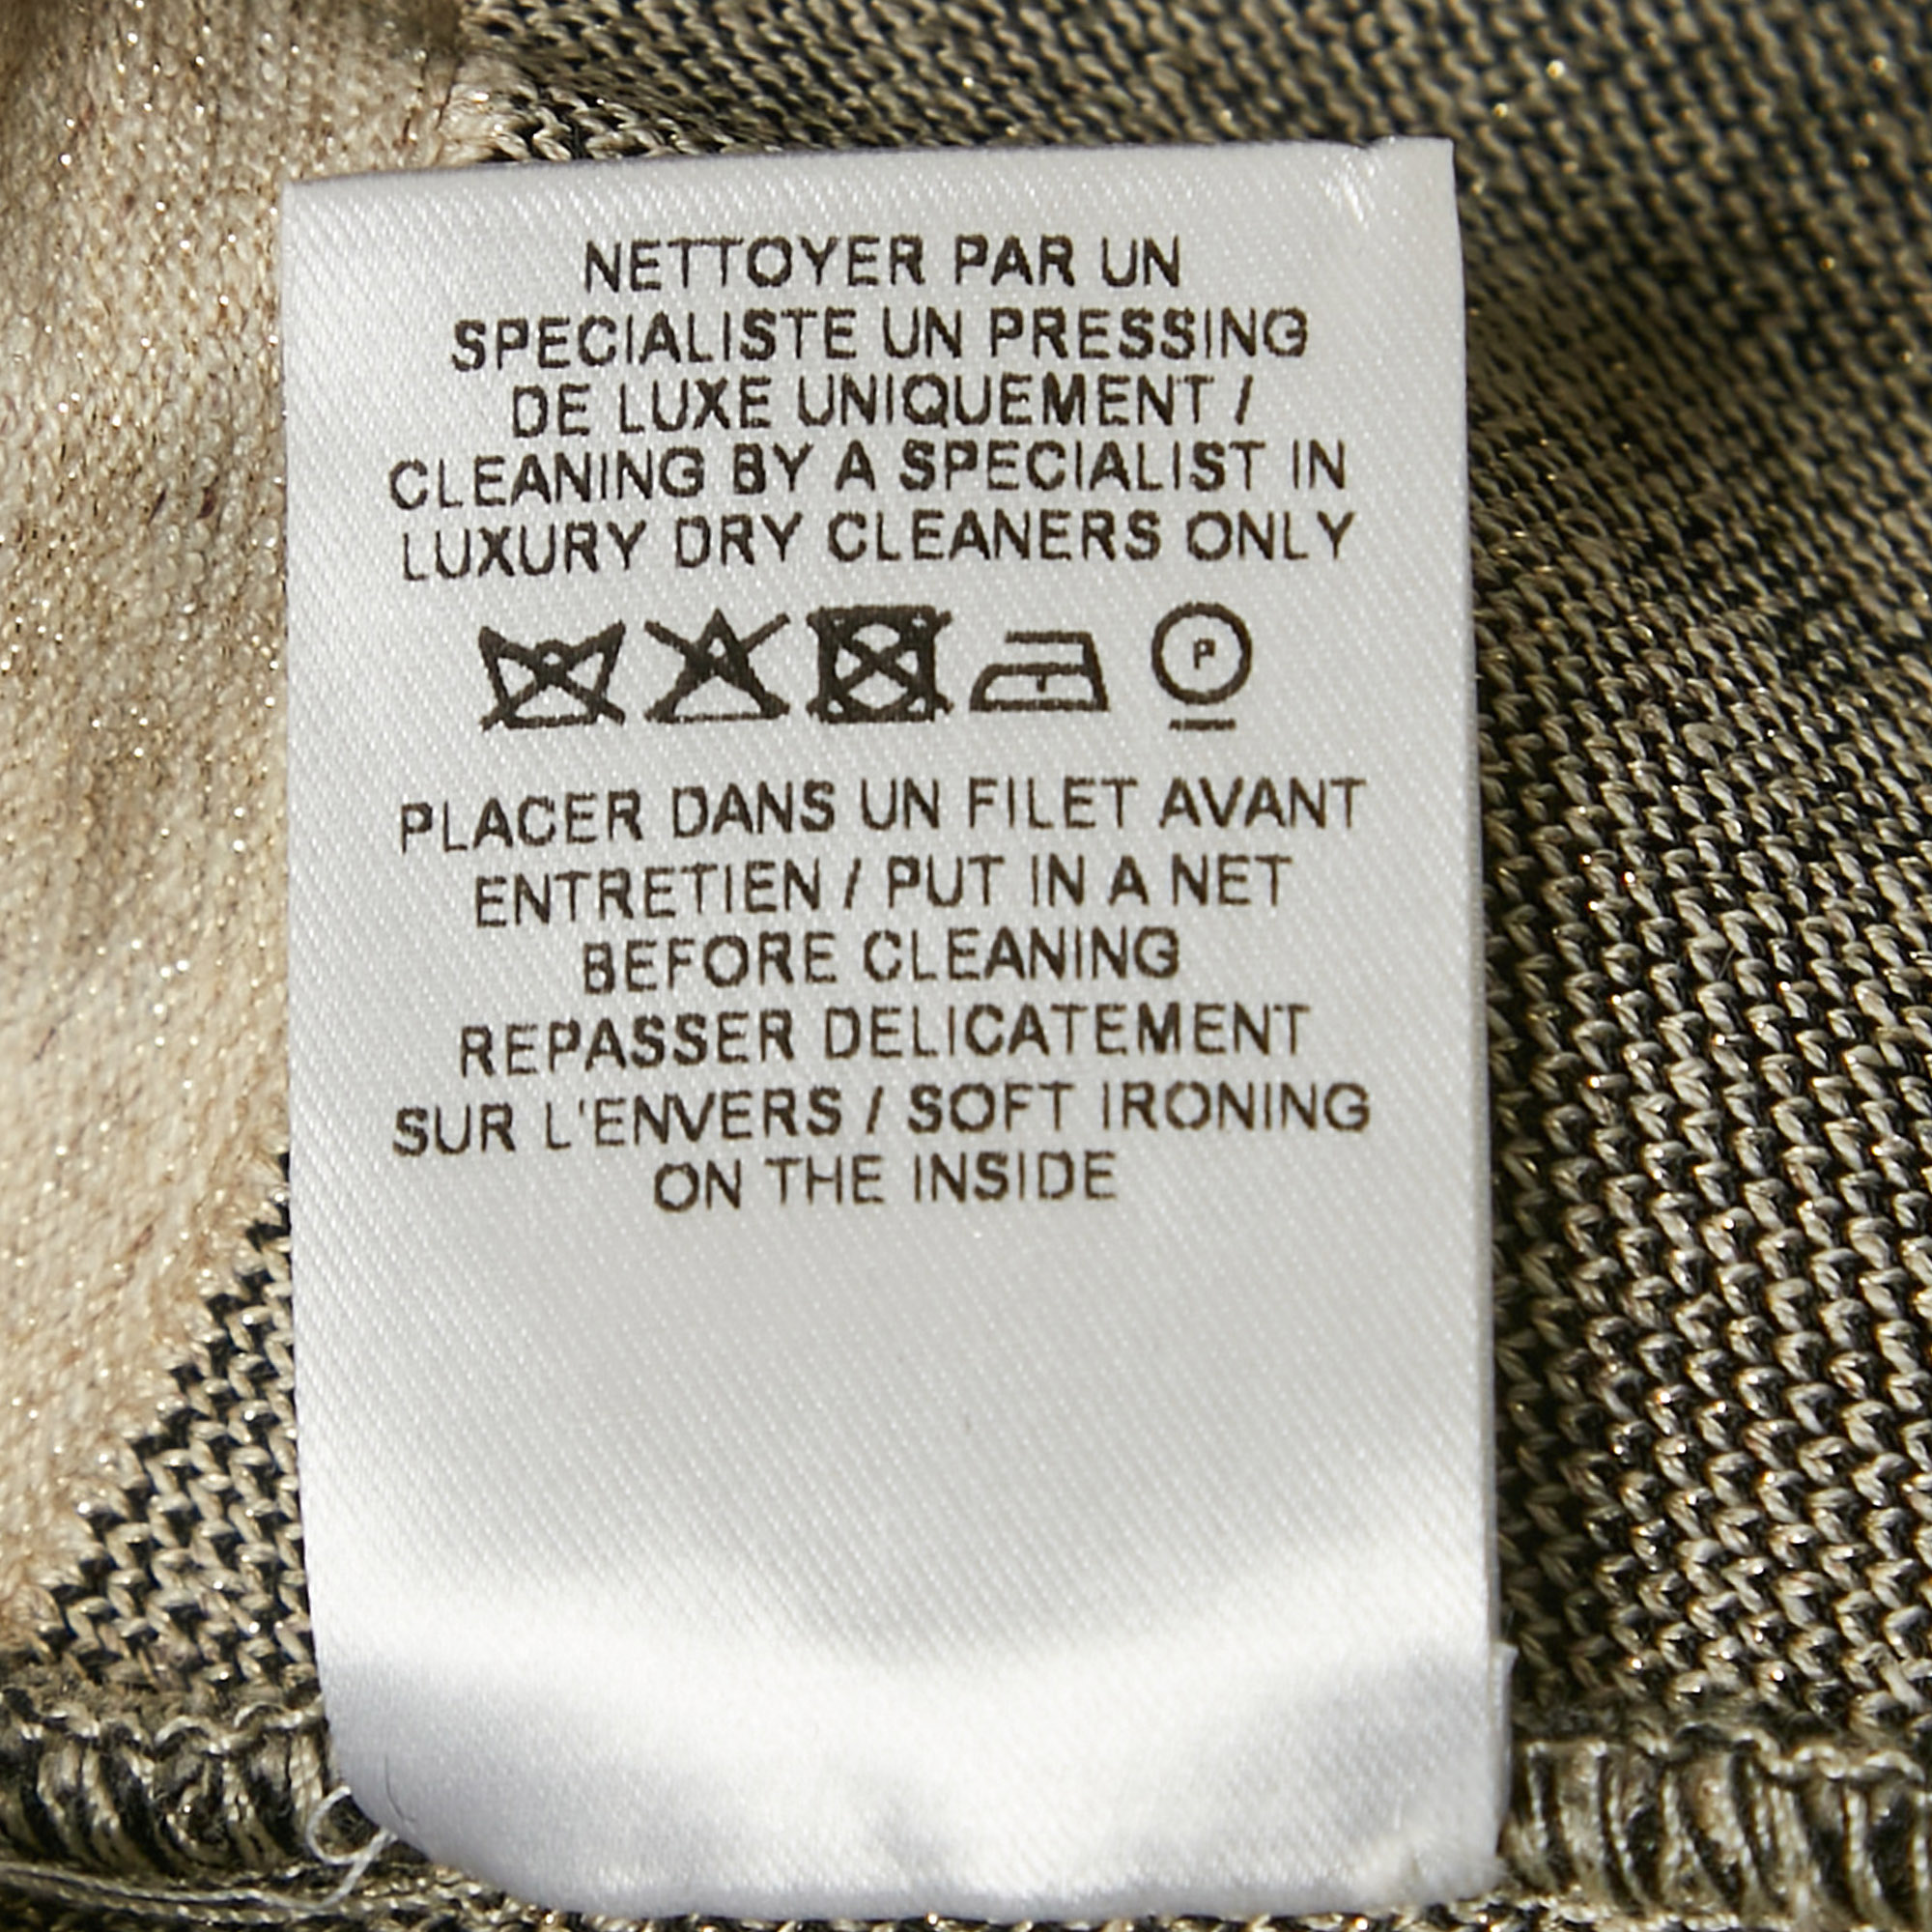 NETTOYER PAR UN
SPECIALISTE UN PRESSING
DE LUXE UNIQUEMENT /
CLEANING BY A SPECIALIST IN
LUXURY DRY CLEANERS ONLY
P
PLACER DANS UN FILET AVANT
ENTRETIEN / PUT IN A NET
BEFORE CLEANING
REPASSER DELICATEMENT
SUR L'ENVERS / SOFT IRONING
ON THE INSIDE